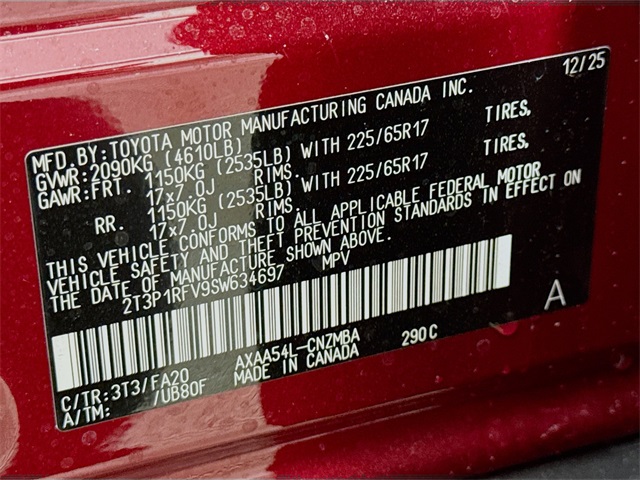 12/25
MFD.BY:TOYOTA MOTOR MANUFACTURING CANADA INC.
GVWR:2090KG (4610LB)
GAWR:FRT. 1150KG (2535LB) WITH 225/65R17 TIRES,
17x7.0J RIMS.
RR. 1150KG (2535LB) WITH 225/65R17 TIRES,
17x7.0J RIMS.
THIS VEHICLE CONFORMS TO ALL APPLICABLE FEDERAL MOTOR
VEHICLE SAFETY AND THEFT PREVENTION STANDARDS IN EFFECT ON
THE DATE OF MANUFACTURE SHOWN ABOVE.
2T3P1RFV9SW634697 MPV
A
C/TR:3T3/FA20 AXAA54L-CNZMBA 290C
A/TM: /UB80F MADE IN CANADA